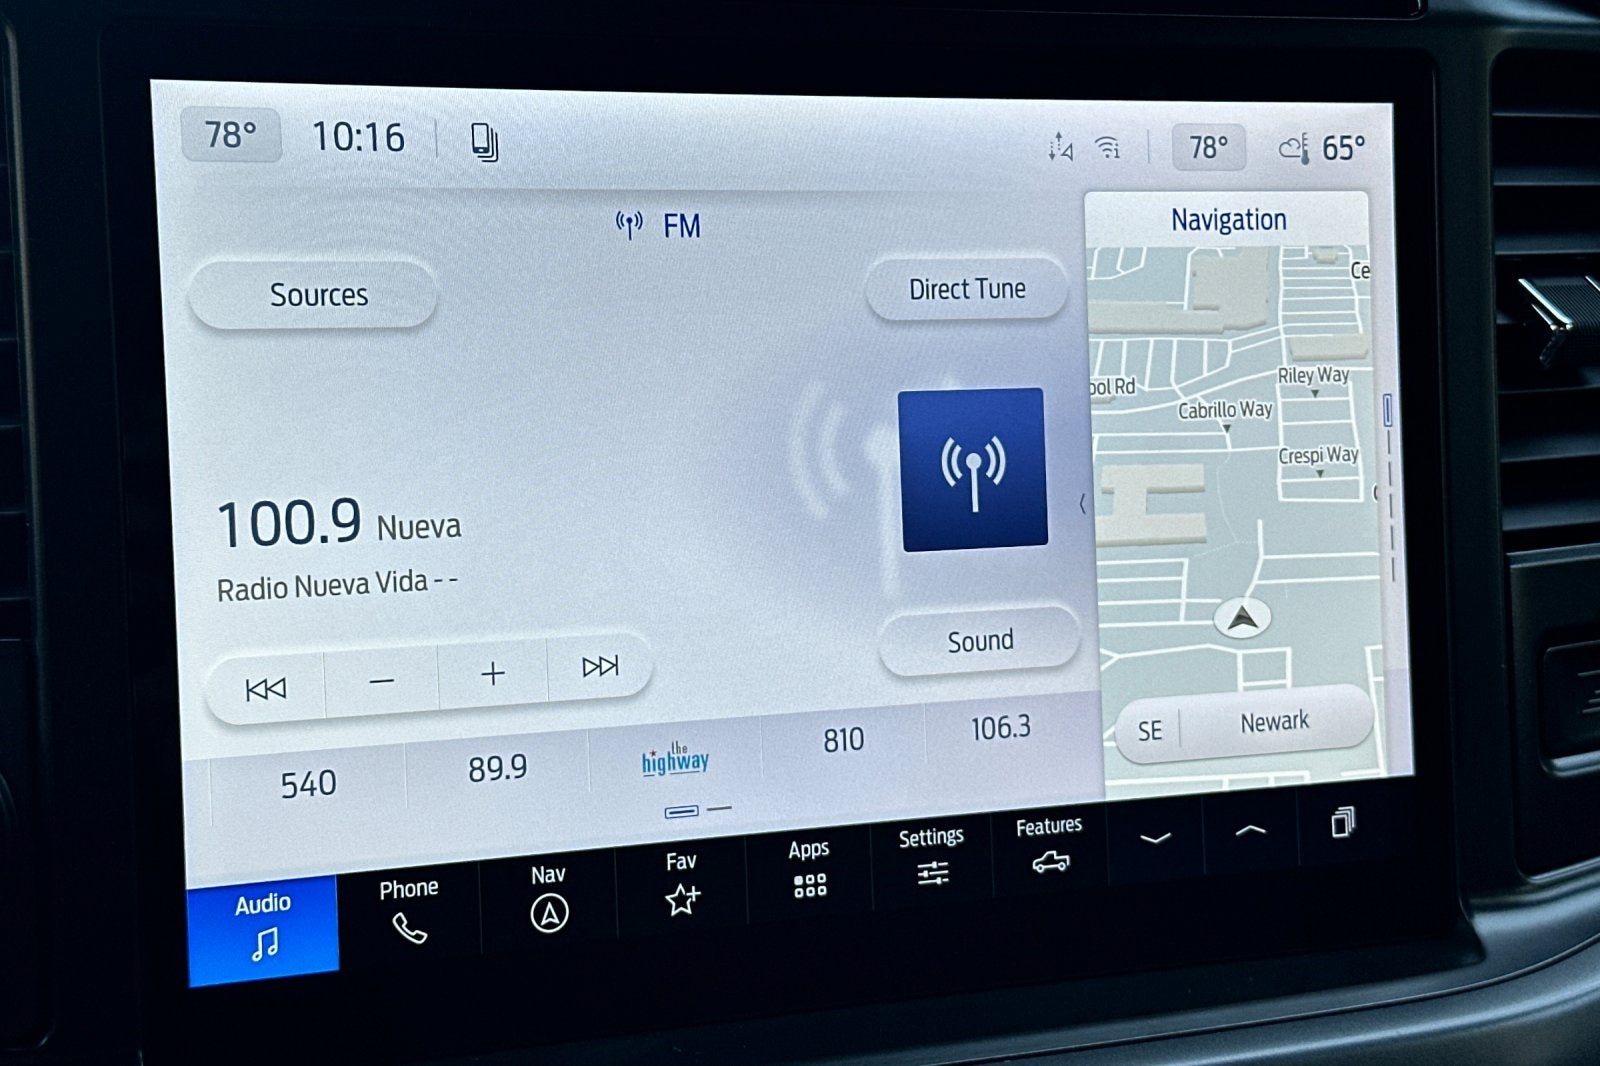 78° 10:16 78° 65°
FM
Navigation
Sources
Direct Tune
Ce
ool Rd
Riley Way
Cabrillo Way
Crespi Way
100.9 Nueva
Radio Nueva Vida - -
Sound
SE Newark
540 89.9 the highway 810 106.3
Audio Phone Nav Fav Apps Settings Features